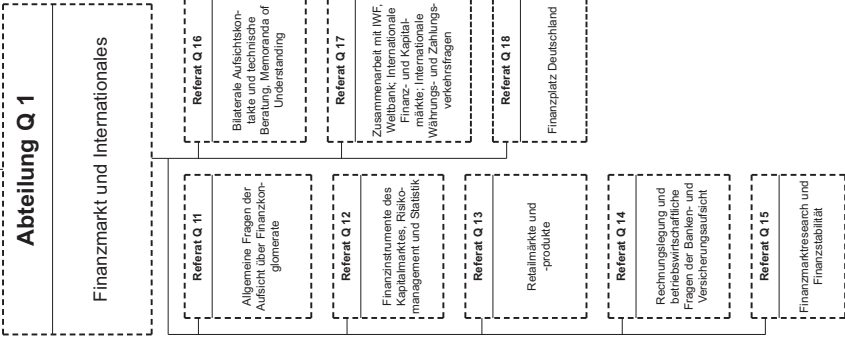 Abteilung Q 1
Finanzmarkt und Internationales
Referat Q 11
Allgemeine Fragen der
Aufsicht über Finanzkon-
glomerate
Referat Q 12
Finanzinstrumente des
Kapitalmarktes, Risiko-
management und Statistik
Referat Q 13
Retailmärkte und
-produkte
Referat Q 14
Rechnungslegung und
betriebswirtschaftliche
Fragen der Banken- und
Versicherungsaufsicht
Referat Q 15
Finanzmarktresearch und
Finanzstabilität
Referat Q 16
Bilaterale Aufsichtskon-
takte und technische
Beratung, Memoranda of
Understanding
Referat Q 17
Zusammenarbeit mit IWF,
Weltbank; Internationale
Finanz- und Kapital-
märkte; Internationale
Währungs- und Zahlungs-
verkehrsfragen
Referat Q 18
Finanzplatz Deutschland